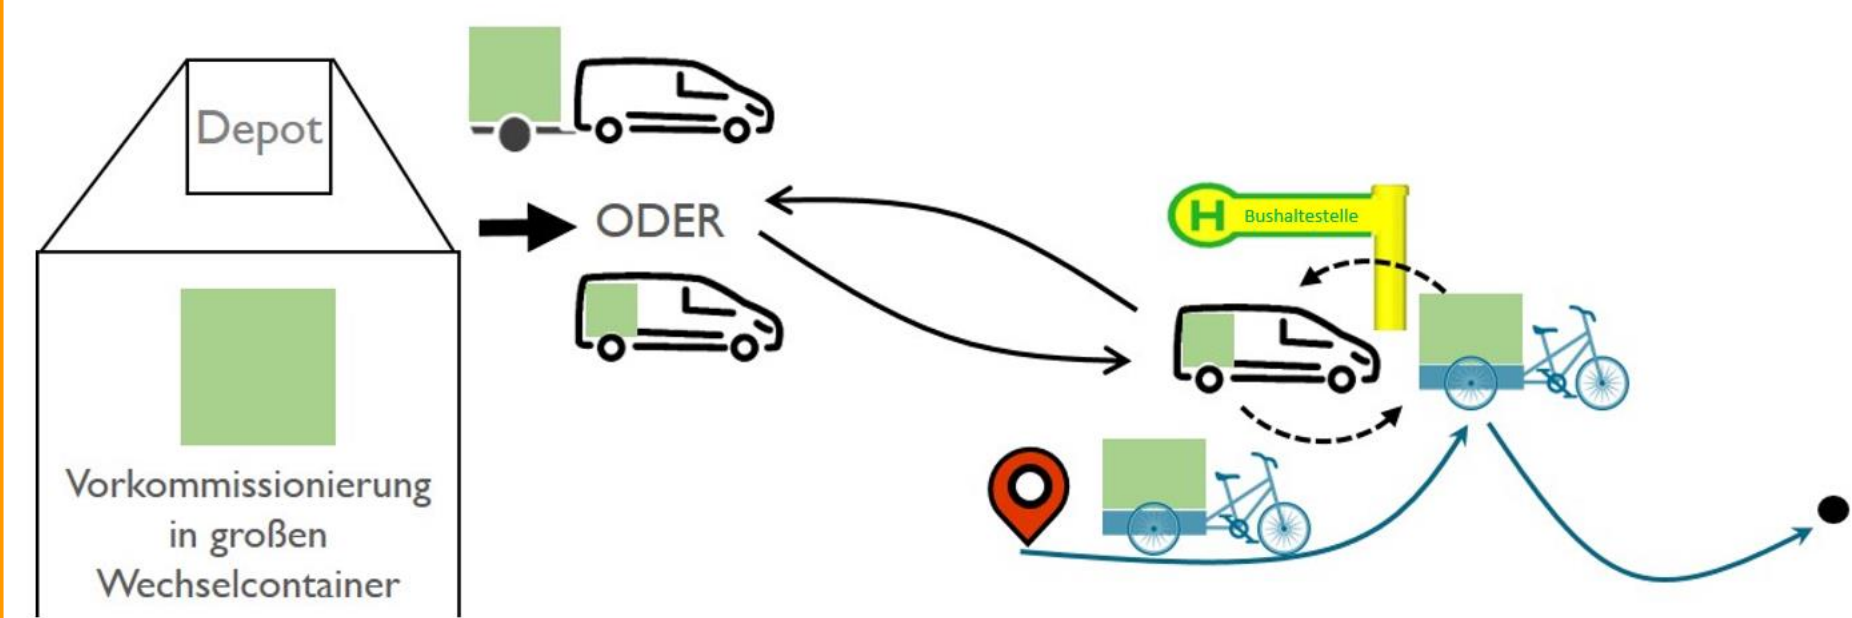 Depot
ODER
H Bushaltestelle
Vorkommissionierung
in großen
Wechselcontainer